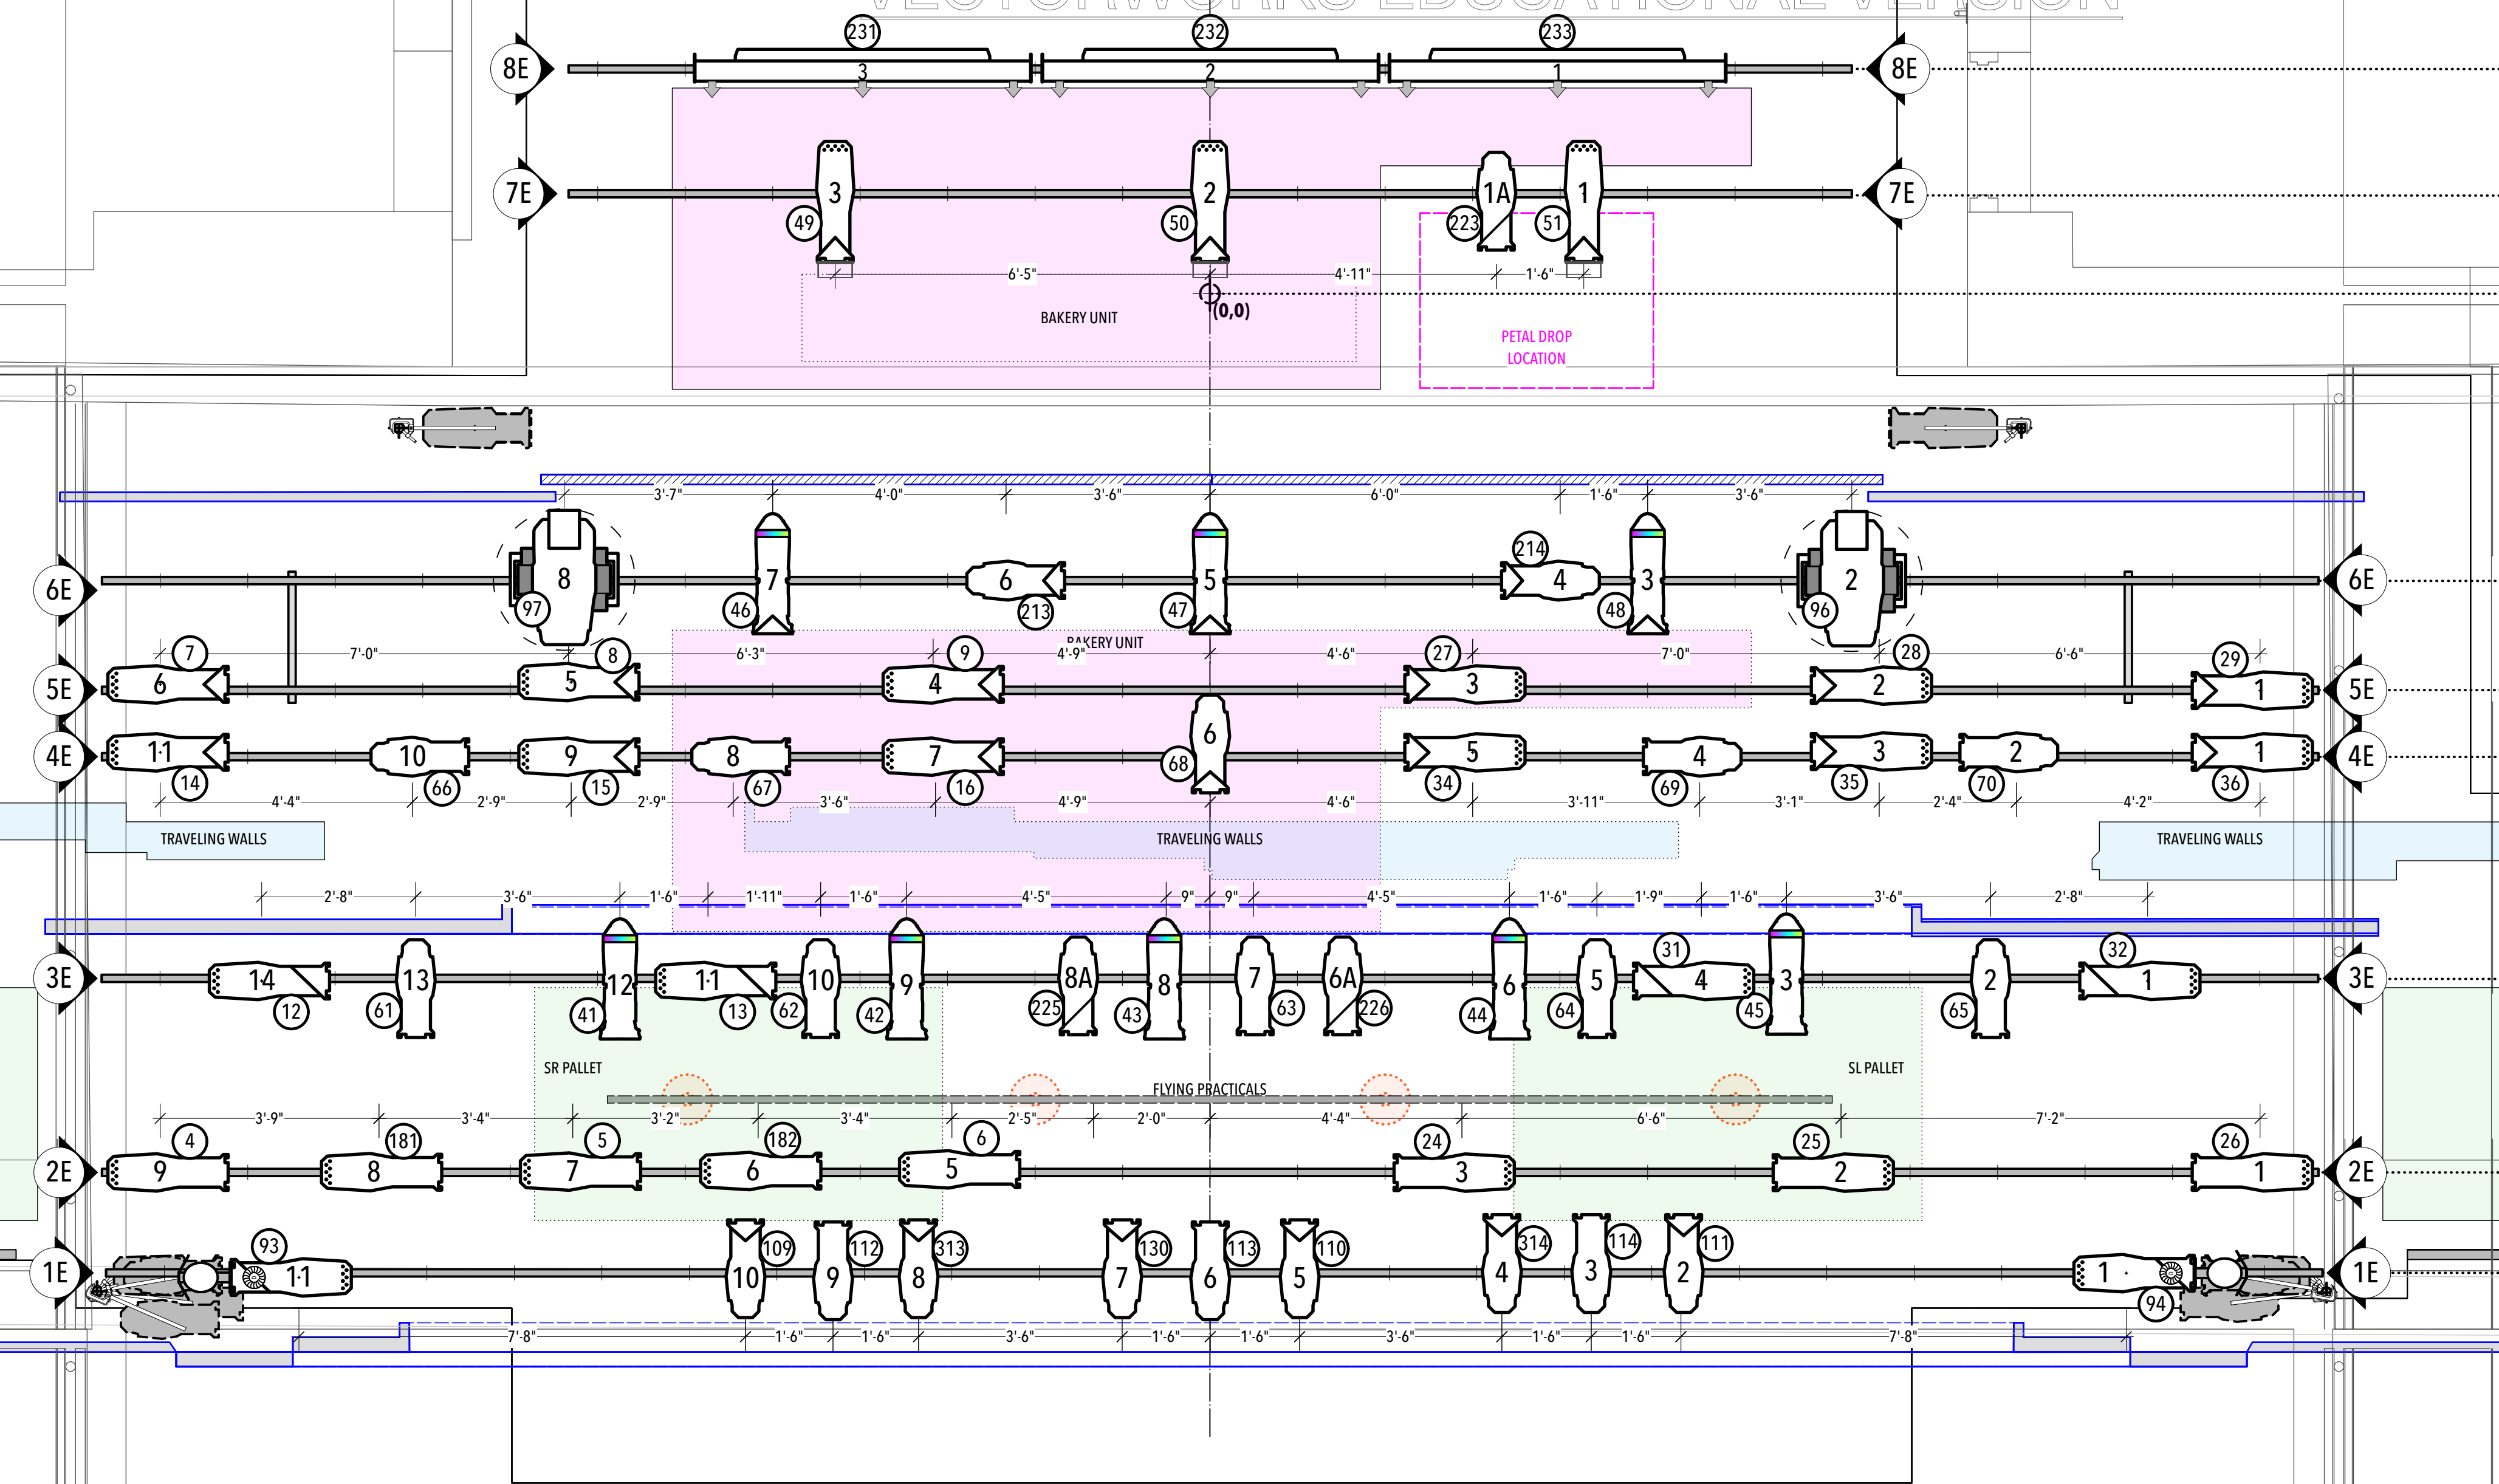 VECTORWORKS EDUCATIONAL VERSION
231 232 233
8E 3 2 1 8E
7E 3 2 1A 1 7E
49 50 223 51
6'-5" 4'-11" 1'-6"
(0,0)
BAKERY UNIT
PETAL DROP
LOCATION
3'-7" 4'-0" 3'-6" 6'-0" 1'-6" 3'-6"
214
6E 8 7 6 5 4 3 2 6E
97 46 213 47 48 96
BAKERY UNIT
7'-0" 6'-3" 4'-9" 4'-6" 7'-0" 6'-6"
7 8 9 27 28 29
5E 6 5 4 3 2 1 5E
4E 11 10 9 8 7 6 5 4 3 2 1 4E
14 66 15 67 16 68 34 69 35 70 36
4'-4" 2'-9" 2'-9" 3'-6" 4'-9" 4'-6" 3'-11" 3'-1" 2'-4" 4'-2"
TRAVELING WALLS TRAVELING WALLS TRAVELING WALLS
2'-8" 3'-6" 1'-6" 1'-11" 1'-6" 4'-5" 9" 9" 4'-5" 1'-6" 1'-9" 1'-6" 3'-6" 2'-8"
31 32
3E 14 13 12 11 10 9 8A 8 7 6A 6 5 4 3 2 1 3E
12 61 41 13 62 42 225 43 63 226 44 64 45 65
SR PALLET SL PALLET
FLYING PRACTICALS
3'-9" 3'-4" 3'-2" 3'-4" 2'-5" 2'-0" 4'-4" 6'-6" 7'-2"
4 181 5 182 6 24 25 26
2E 9 8 7 6 5 3 2 1 2E
93 109 112 313 130 113 110 314 114 111
1E 11 10 9 8 7 6 5 4 3 2 1 1E
94
7'-8" 1'-6" 1'-6" 3'-6" 1'-6" 1'-6" 3'-6" 1'-6" 1'-6" 7'-8"